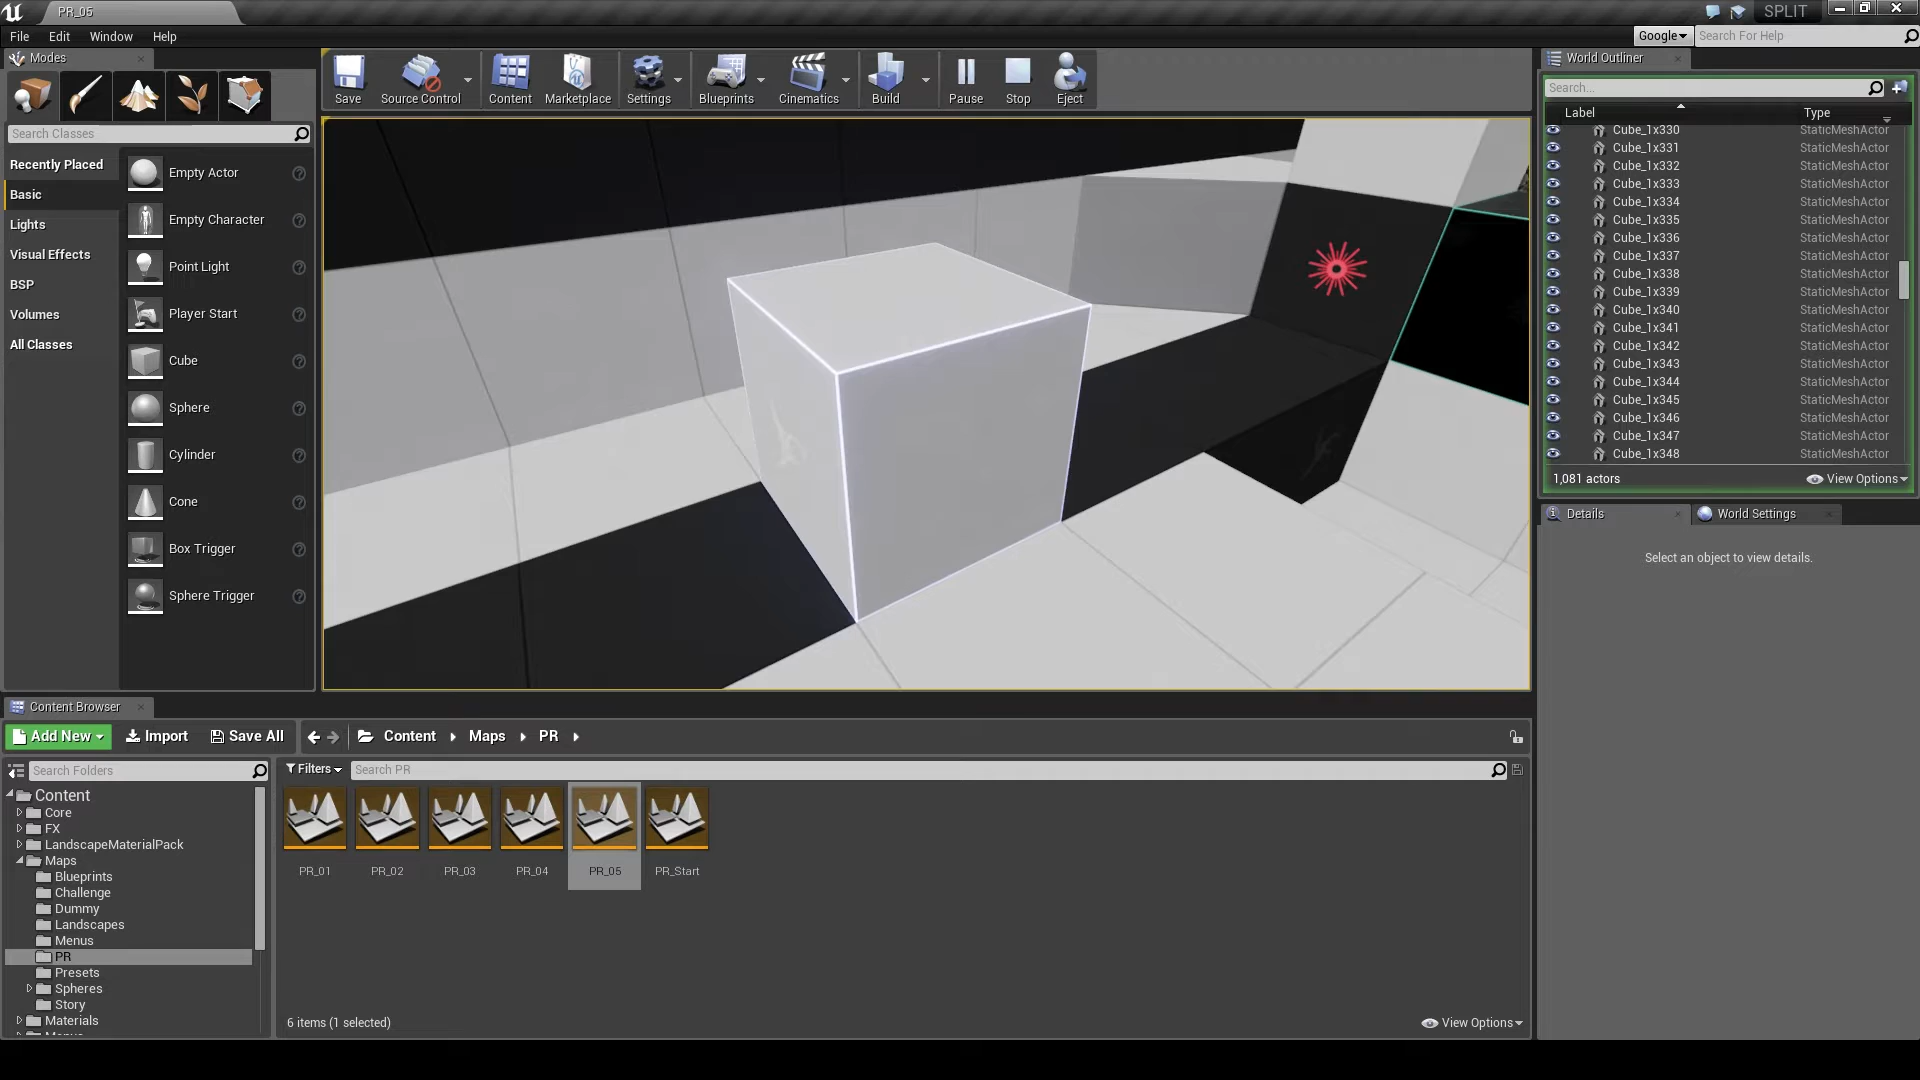 PR_05
SPLIT
File Edit Window Help
Google
Search For Help
Modes
Save
Source Control
Content
Marketplace
Settings
Blueprints
Cinematics
Build
Pause
Stop
Eject
Search Classes
Recently Placed
Basic
Lights
Visual Effects
BSP
Volumes
All Classes
Empty Actor
Empty Character
Point Light
Player Start
Cube
Sphere
Cylinder
Cone
Box Trigger
Sphere Trigger
World Outliner
Search...
Label Type
Cube_1x330 StaticMeshActor
Cube_1x331 StaticMeshActor
Cube_1x332 StaticMeshActor
Cube_1x333 StaticMeshActor
Cube_1x334 StaticMeshActor
Cube_1x335 StaticMeshActor
Cube_1x336 StaticMeshActor
Cube_1x337 StaticMeshActor
Cube_1x338 StaticMeshActor
Cube_1x339 StaticMeshActor
Cube_1x340 StaticMeshActor
Cube_1x341 StaticMeshActor
Cube_1x342 StaticMeshActor
Cube_1x343 StaticMeshActor
Cube_1x344 StaticMeshActor
Cube_1x345 StaticMeshActor
Cube_1x346 StaticMeshActor
Cube_1x347 StaticMeshActor
Cube_1x348 StaticMeshActor
1,081 actors
View Options
Details
World Settings
Select an object to view details.
Content Browser
Add New
Import
Save All
Content Maps PR
Search Folders
Content
Core
FX
LandscapeMaterialPack
Maps
Blueprints
Challenge
Dummy
Landscapes
Menus
PR
Presets
Spheres
Story
Materials
Filters
Search PR
PR_01
PR_02
PR_03
PR_04
PR_05
PR_Start
6 items (1 selected)
View Options